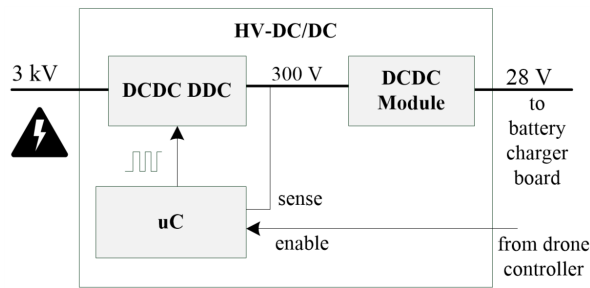 HV-DC/DC
3 kV
DCDC DDC
300 V
DCDC
Module
28 V
to
battery
charger
board
sense
uC
enable
from drone
controller